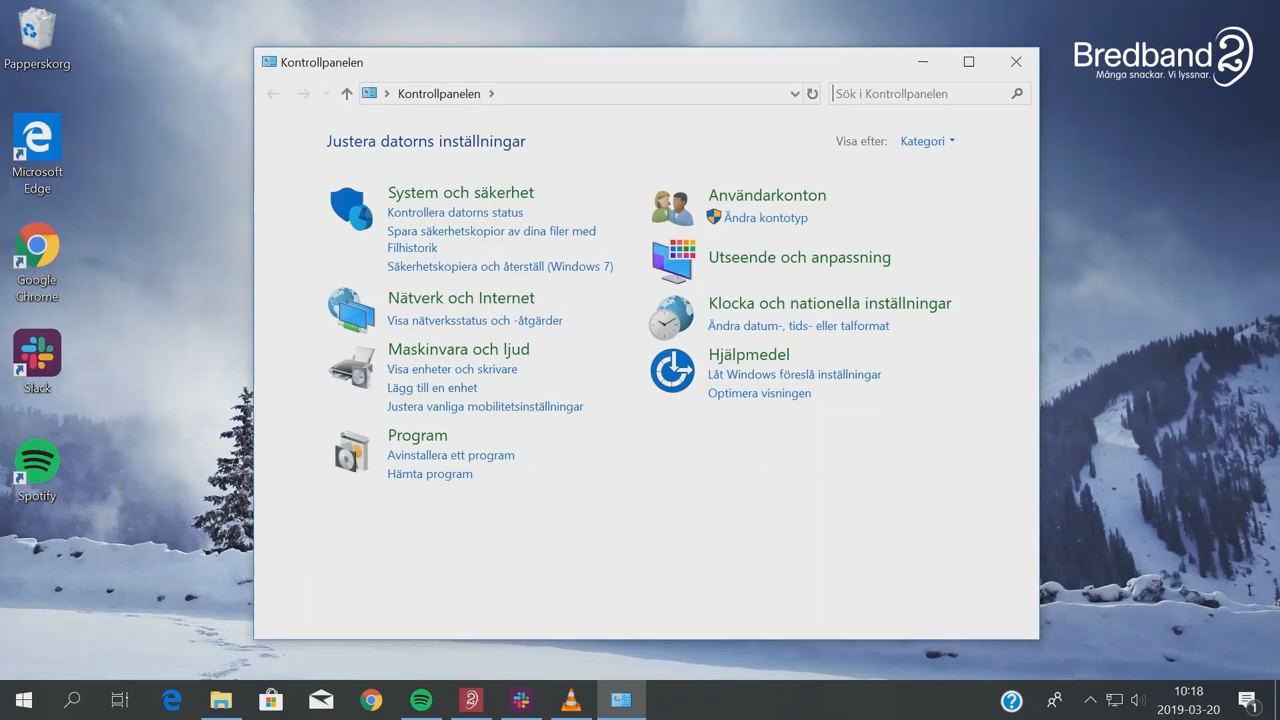 Papperskorg
Microsoft
Edge
Google
Chrome
Slack
Spotify
Bredband2
Många snackar. Vi lyssnar.
Kontrollpanelen
Kontrollpanelen
Sök i Kontrollpanelen
Justera datorns inställningar
Visa efter: Kategori
System och säkerhet
Kontrollera datorns status
Spara säkerhetskopior av dina filer med
Filhistorik
Säkerhetskopiera och återställ (Windows 7)
Nätverk och Internet
Visa nätverksstatus och -åtgärder
Maskinvara och ljud
Visa enheter och skrivare
Lägg till en enhet
Justera vanliga mobilitetsinställningar
Program
Avinstallera ett program
Hämta program
Användarkonton
Ändra kontotyp
Utseende och anpassning
Klocka och nationella inställningar
Ändra datum-, tids- eller talformat
Hjälpmedel
Låt Windows föreslå inställningar
Optimera visningen
10:18
2019-03-20
1